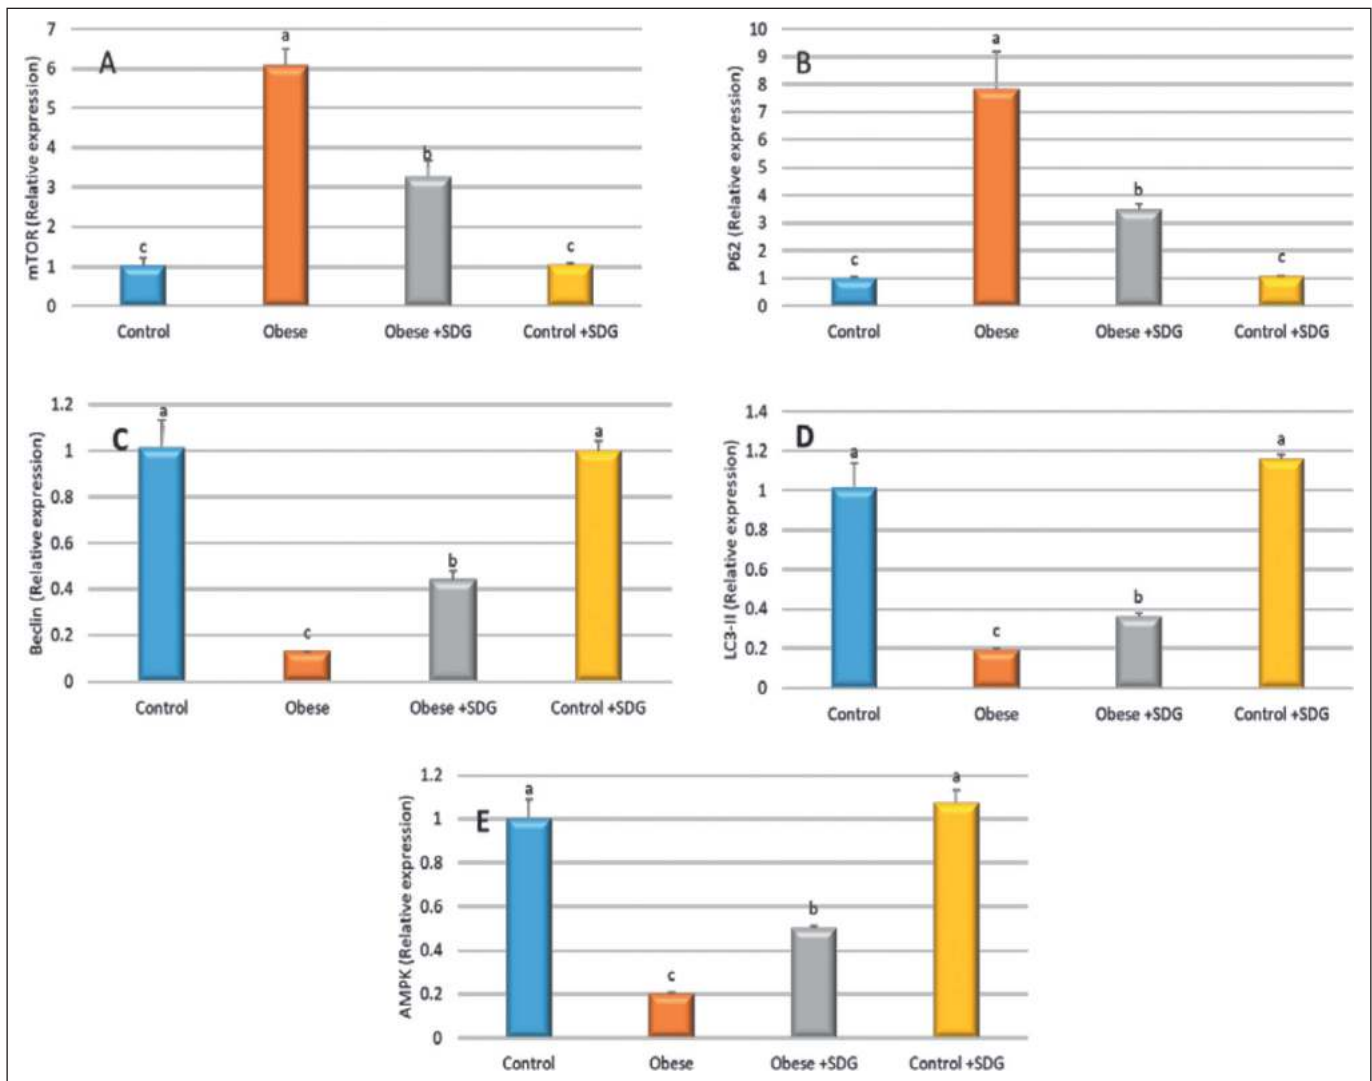 A
mTOR (Relative expression)
7
6
5
4
3
2
1
0
a
b
c
c
Control
Obese
Obese +SDG
Control +SDG
B
P62 (Relative expression)
10
9
8
7
6
5
4
3
2
1
0
a
b
c
c
Control
Obese
Obese +SDG
Control +SDG
C
Beclin (Relative expression)
1.2
1
0.8
0.6
0.4
0.2
0
a
c
b
a
Control
Obese
Obese +SDG
Control +SDG
D
LC3-II (Relative expression)
1.4
1.2
1
0.8
0.6
0.4
0.2
0
a
c
b
a
Control
Obese
Obese +SDG
Control +SDG
E
AMPK (Relative expression)
1.2
1
0.8
0.6
0.4
0.2
0
a
c
b
a
Control
Obese
Obese +SDG
Control +SDG